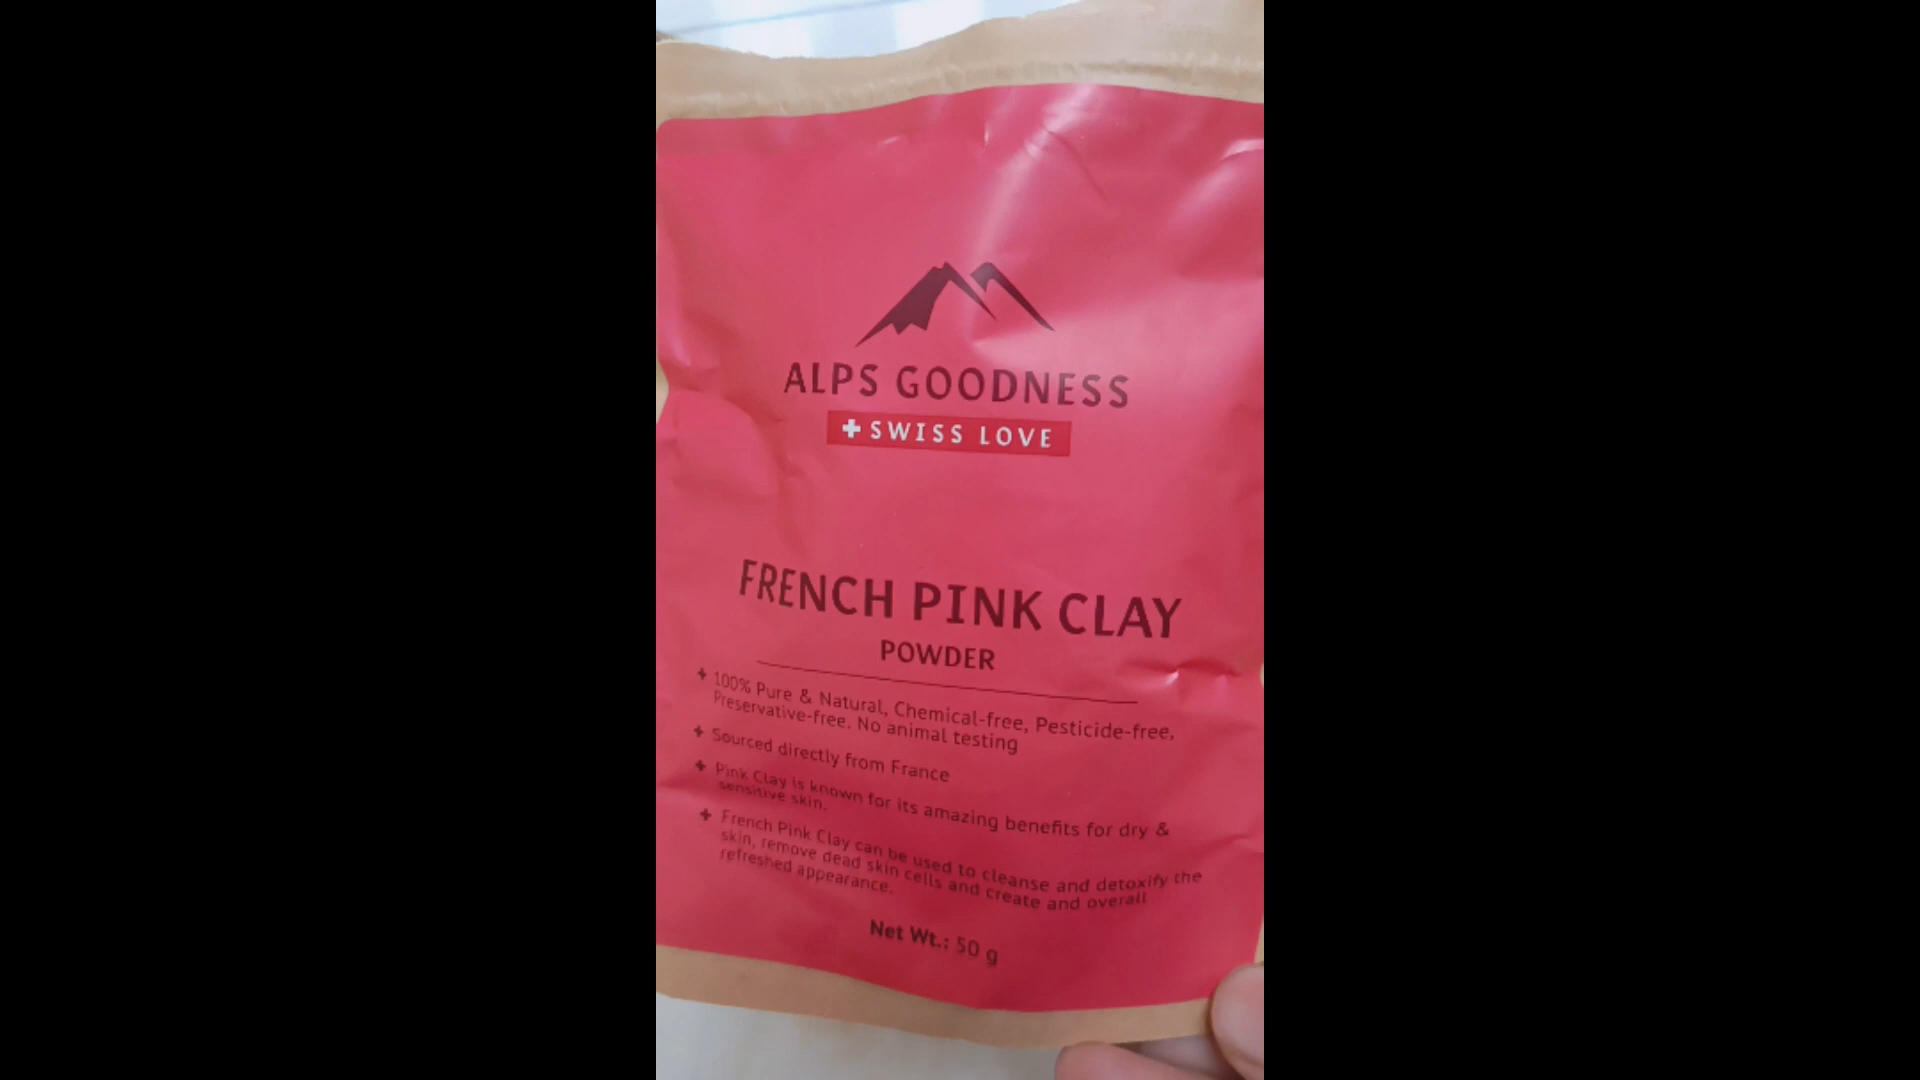 ALPS GOODNESS
SWISS LOVE
FRENCH PINK CLAY
POWDER
100% Pure & Natural, Chemical-free, Pesticide-free,
Preservative-free. No animal testing
Sourced directly from France
Pink Clay is known for its amazing benefits for dry &
sensitive skin.
French Pink Clay can be used to cleanse and detoxify the
skin, remove dead skin cells and create and overall
refreshed appearance.
Net Wt.: 50 g